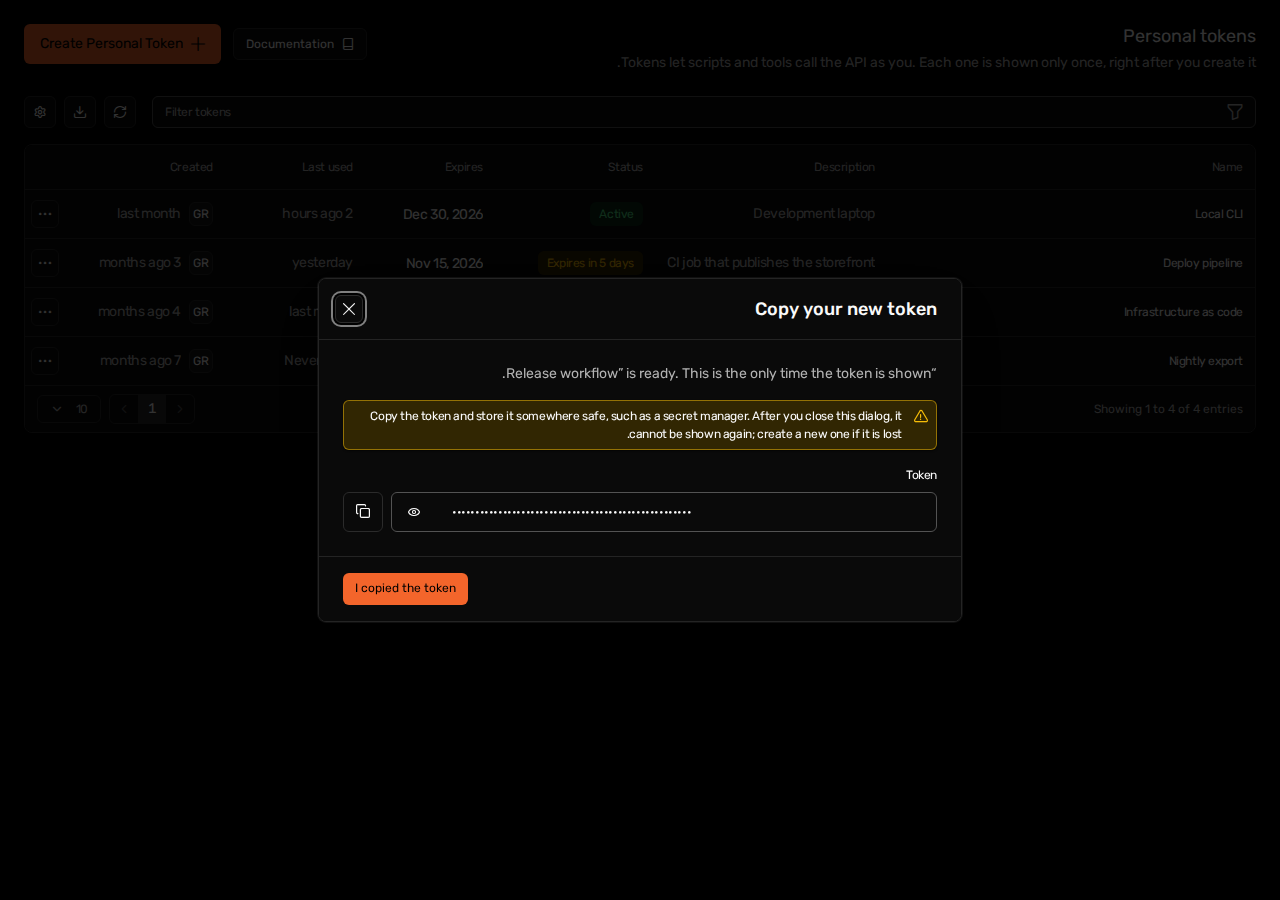 Personal tokens
Tokens let scripts and tools call the API as you. Each one is shown only once, right after you create it.
Documentation
Create Personal Token
Filter tokens
Name Description Status Expires Last used Created
Local CLI Development laptop Active Dec 30, 2026 hours ago 2 GR last month
Deploy pipeline CI job that publishes the storefront Expires in 5 days Nov 15, 2026 yesterday GR months ago 3
Infrastructure as code GR months ago 4
Nightly export GR months ago 7
Showing 1 to 4 of 4 entries
1
10
Copy your new token
“Release workflow” is ready. This is the only time the token is shown.
Copy the token and store it somewhere safe, such as a secret manager. After you close this dialog, it
cannot be shown again; create a new one if it is lost.
Token
I copied the token